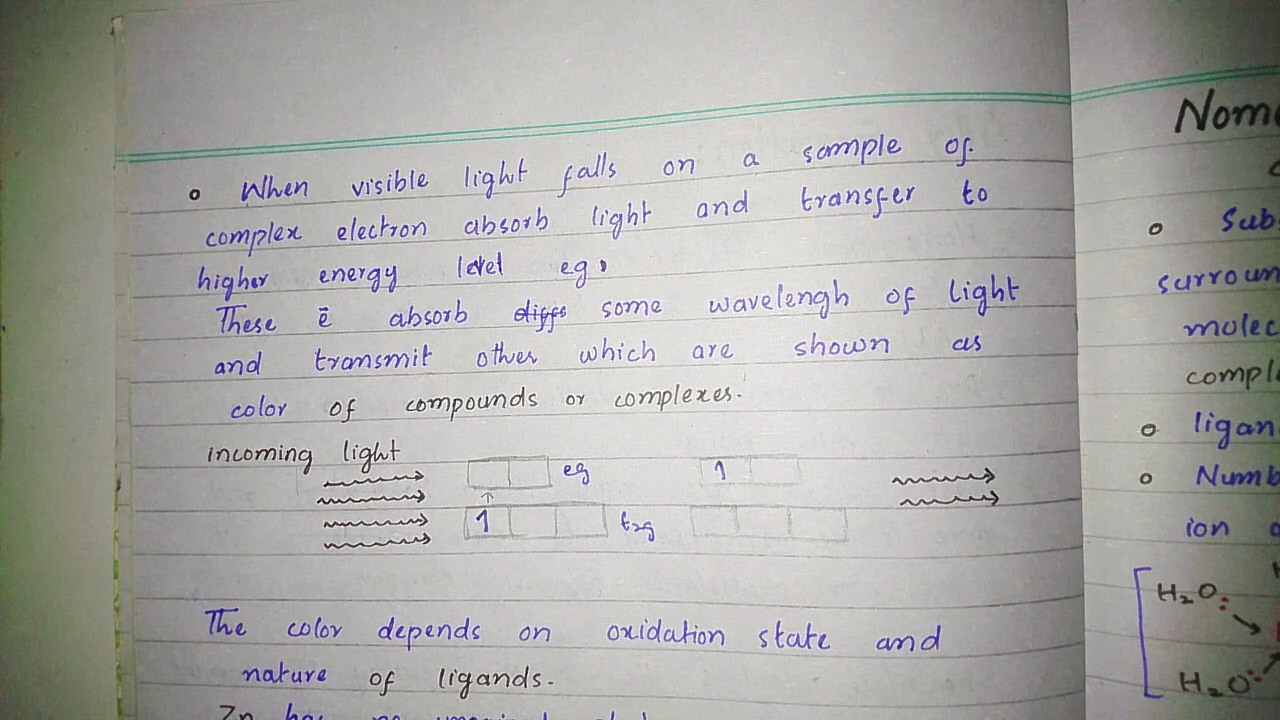 When visible light falls on a sample of
complex electron absorb light and transfer to
higher energy level eg.
These ē absorb some wavelengh of light
and transmit other which are shown as
color of compounds or complexes.
incoming light
eg
1
1
t2g
The color depends on oxidation state and
nature of ligands.
Zn has no
Nom
Sub
surroun
molec
compl
ligan
Numb
ion
H2O:
H2O: